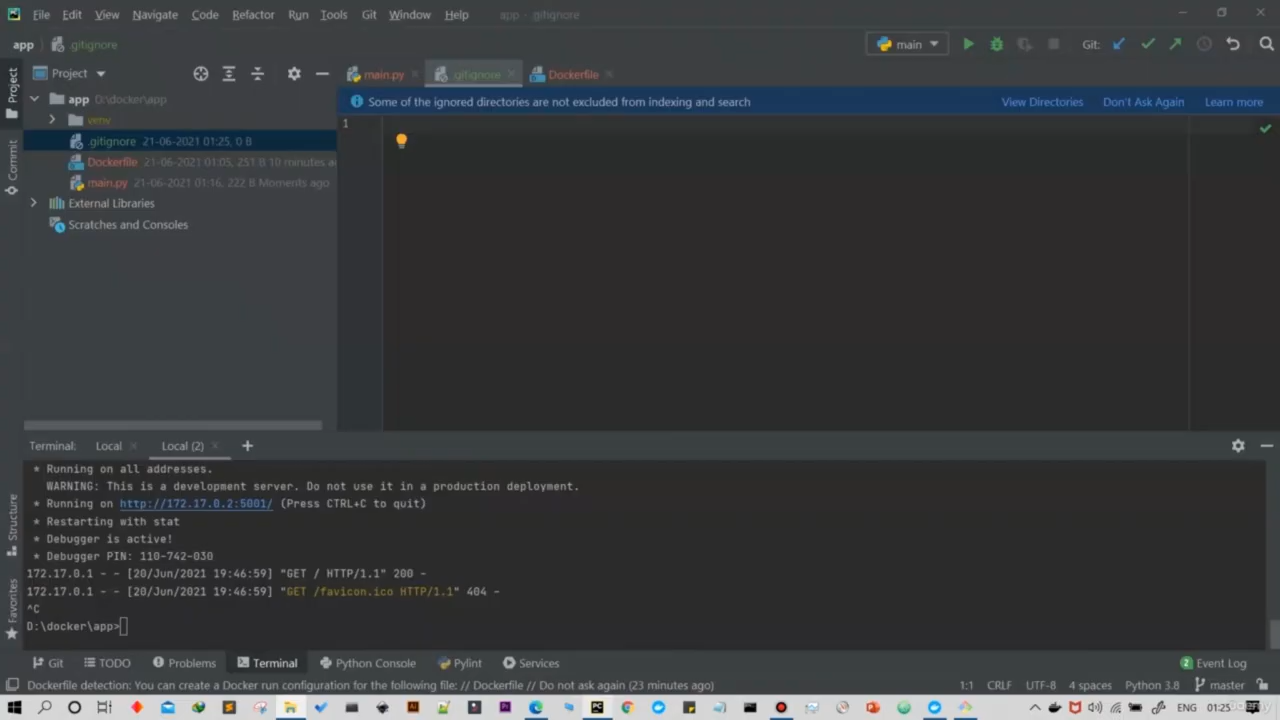 File Edit View Navigate Code Refactor Run Tools Git Window Help app - .gitignore
app .gitignore main Git:
Project main.py .gitignore Dockerfile
app D:\docker\app Some of the ignored directories are not excluded from indexing and search View Directories Don't Ask Again Learn more
venv 1
.gitignore 21-06-2021 01:25, 0 B
Dockerfile 21-06-2021 01:05, 251 B 10 minutes a
main.py 21-06-2021 01:16, 222 B Moments ago
External Libraries
Scratches and Consoles
Project
Commit
Structure
Favorites
Terminal: Local Local (2) +
* Running on all addresses.
WARNING: This is a development server. Do not use it in a production deployment.
* Running on http://172.17.0.2:5001/ (Press CTRL+C to quit)
* Restarting with stat
* Debugger is active!
* Debugger PIN: 110-742-030
172.17.0.1 - - [20/Jun/2021 19:46:59] "GET / HTTP/1.1" 200 -
172.17.0.1 - - [20/Jun/2021 19:46:59] "GET /favicon.ico HTTP/1.1" 404 -
^C
D:\docker\app>
Git TODO Problems Terminal Python Console Pylint Services 2 Event Log
Dockerfile detection: You can create a Docker run configuration for the following file: // Dockerfile // Do not ask again (23 minutes ago) 1:1 CRLF UTF-8 4 spaces Python 3.8 master
ENG 01:25